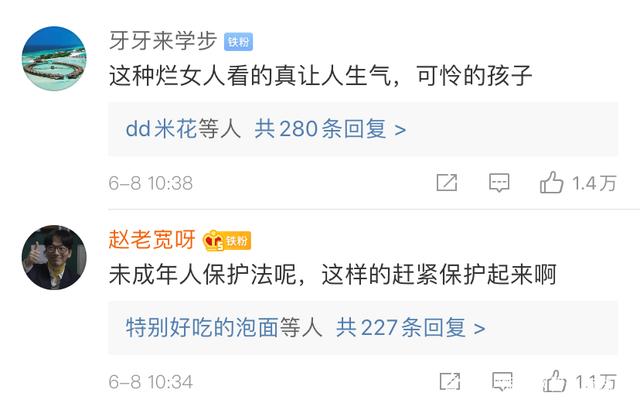 牙牙来学步 铁粉
这种烂女人看的真让人生气，可怜的孩子
dd米花等人 共280条回复 >
6-8 10:38 1.4万
赵老宽呀 5 铁粉
未成年人保护法呢，这样的赶紧保护起来啊
特别好吃的泡面等人 共227条回复 >
6-8 10:34 1.1万